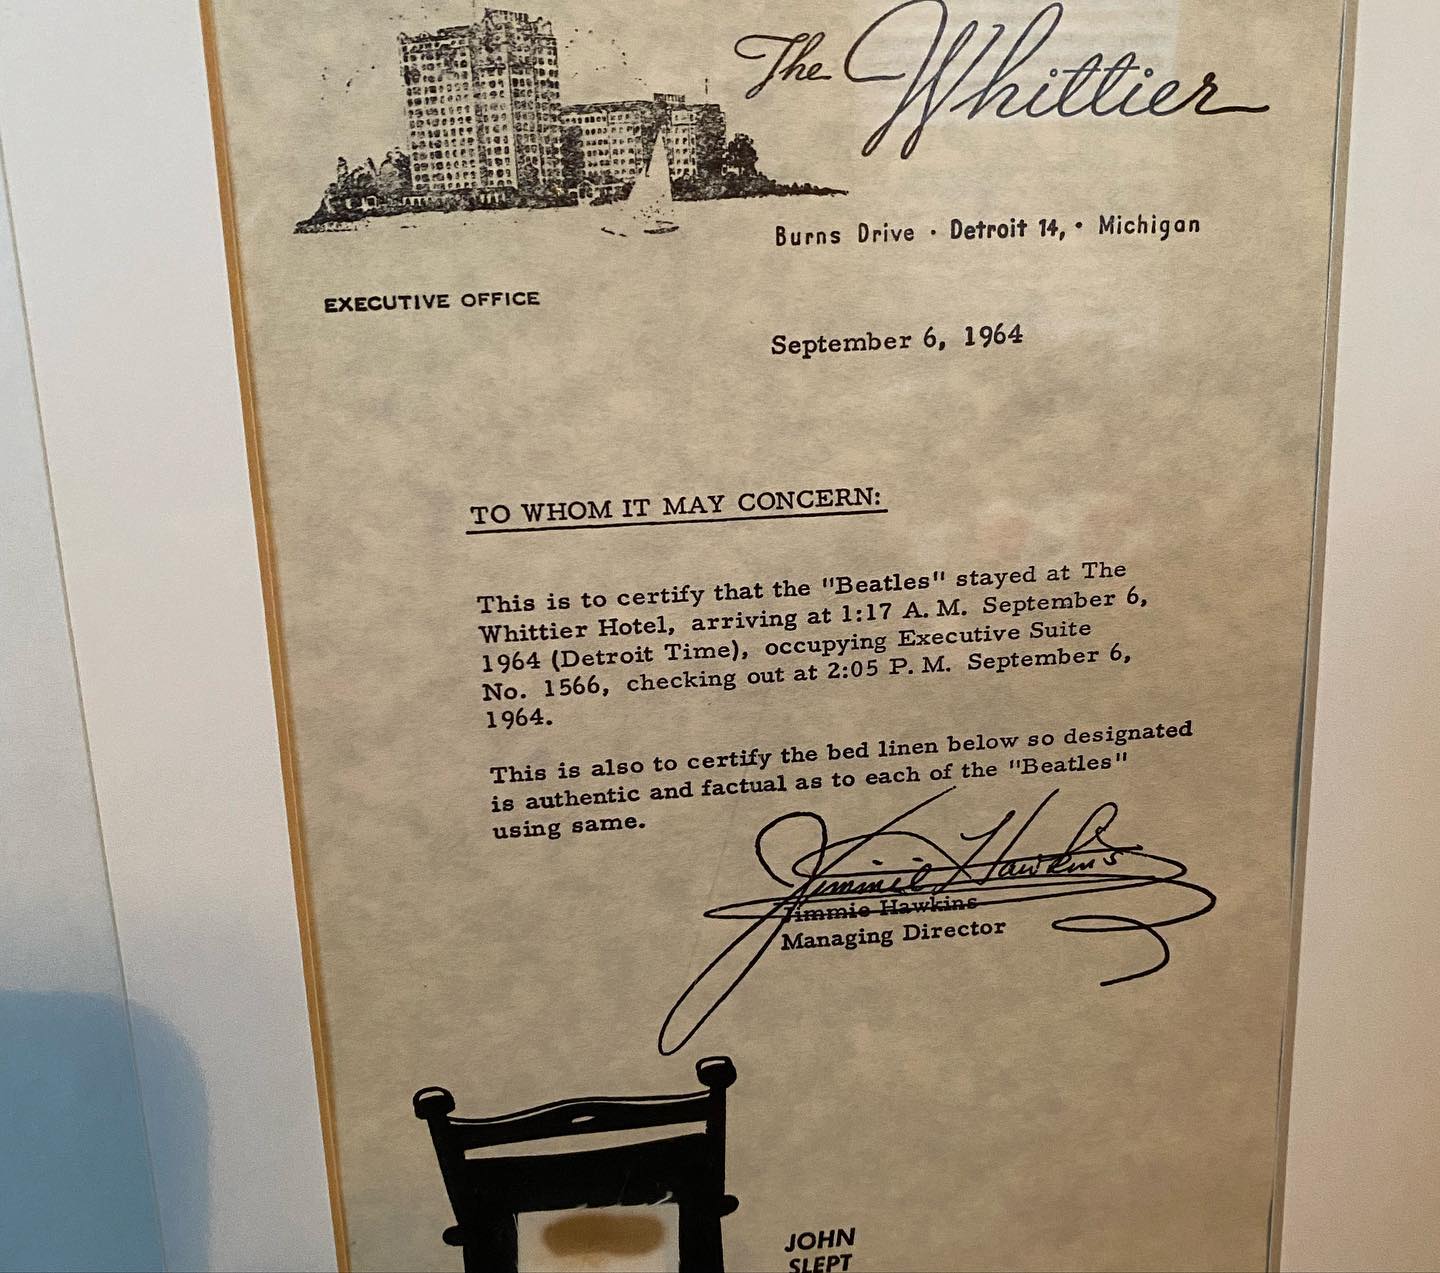 The Whittier
Burns Drive • Detroit 14, • Michigan
EXECUTIVE OFFICE
September 6, 1964
TO WHOM IT MAY CONCERN:
This is to certify that the "Beatles" stayed at The
Whittier Hotel, arriving at 1:17 A. M. September 6,
1964 (Detroit Time), occupying Executive Suite
No. 1566, checking out at 2:05 P. M. September 6,
1964.
This is also to certify the bed linen below so designated
is authentic and factual as to each of the "Beatles"
using same.
Jimmie Hawkins
Jimmie Hawkins
Managing Director
JOHN
SLEPT